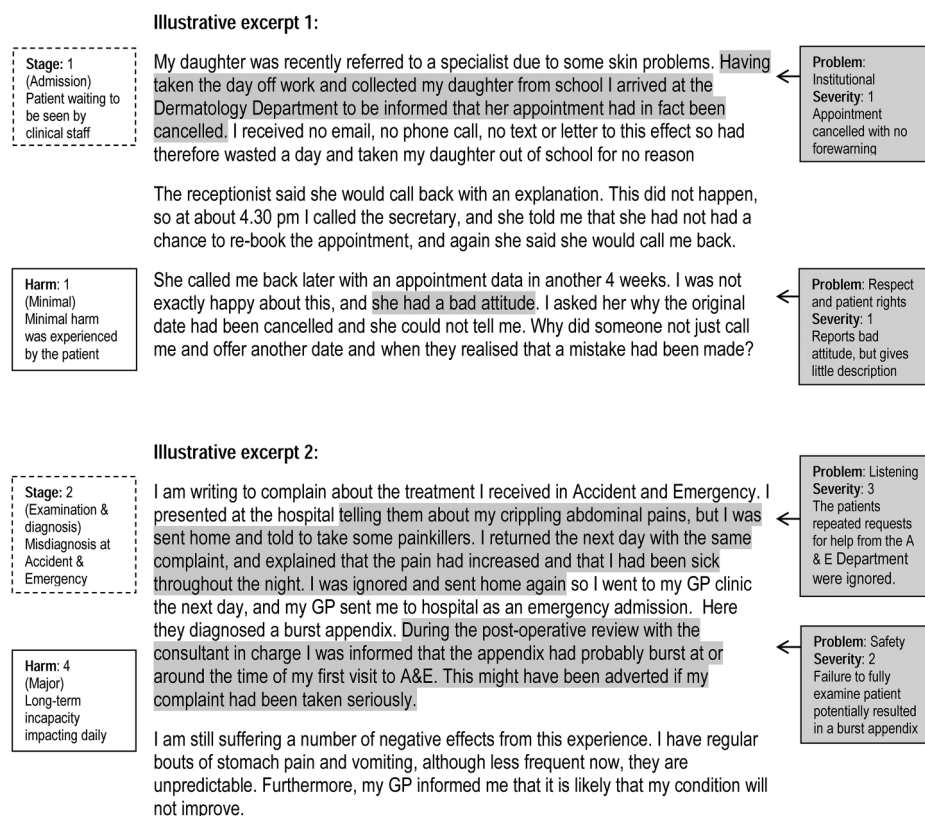 Illustrative excerpt 1:
Stage: 1
(Admission)
Patient waiting to
be seen by
clinical staff
My daughter was recently referred to a specialist due to some skin problems. Having
taken the day off work and collected my daughter from school I arrived at the
Dermatology Department to be informed that her appointment had in fact been
cancelled. I received no email, no phone call, no text or letter to this effect so had
therefore wasted a day and taken my daughter out of school for no reason
Problem:
Institutional
Severity: 1
Appointment
cancelled with no
forewarning
The receptionist said she would call back with an explanation. This did not happen,
so at about 4.30 pm I called the secretary, and she told me that she had not had a
chance to re-book the appointment, and again she said she would call me back.
Harm: 1
(Minimal)
Minimal harm
was experienced
by the patient
She called me back later with an appointment data in another 4 weeks. I was not
exactly happy about this, and she had a bad attitude. I asked her why the original
date had been cancelled and she could not tell me. Why did someone not just call
me and offer another date and when they realised that a mistake had been made?
Problem: Respect
and patient rights
Severity: 1
Reports bad
attitude, but gives
little description
Illustrative excerpt 2:
Stage: 2
(Examination &
diagnosis)
Misdiagnosis at
Accident &
Emergency
I am writing to complain about the treatment I received in Accident and Emergency. I
presented at the hospital telling them about my crippling abdominal pains, but I was
sent home and told to take some painkillers. I returned the next day with the same
complaint, and explained that the pain had increased and that I had been sick
throughout the night. I was ignored and sent home again so I went to my GP clinic
the next day, and my GP sent me to hospital as an emergency admission. Here
they diagnosed a burst appendix. During the post-operative review with the
consultant in charge I was informed that the appendix had probably burst at or
around the time of my first visit to A&E. This might have been adverted if my
complaint had been taken seriously.
Problem: Listening
Severity: 3
The patients
repeated requests
for help from the A
& E Department
were ignored.
Harm: 4
(Major)
Long-term
incapacity
impacting daily
Problem: Safety
Severity: 2
Failure to fully
examine patient
potentially resulted
in a burst appendix
I am still suffering a number of negative effects from this experience. I have regular
bouts of stomach pain and vomiting, although less frequent now, they are
unpredictable. Furthermore, my GP informed me that it is likely that my condition will
not improve.